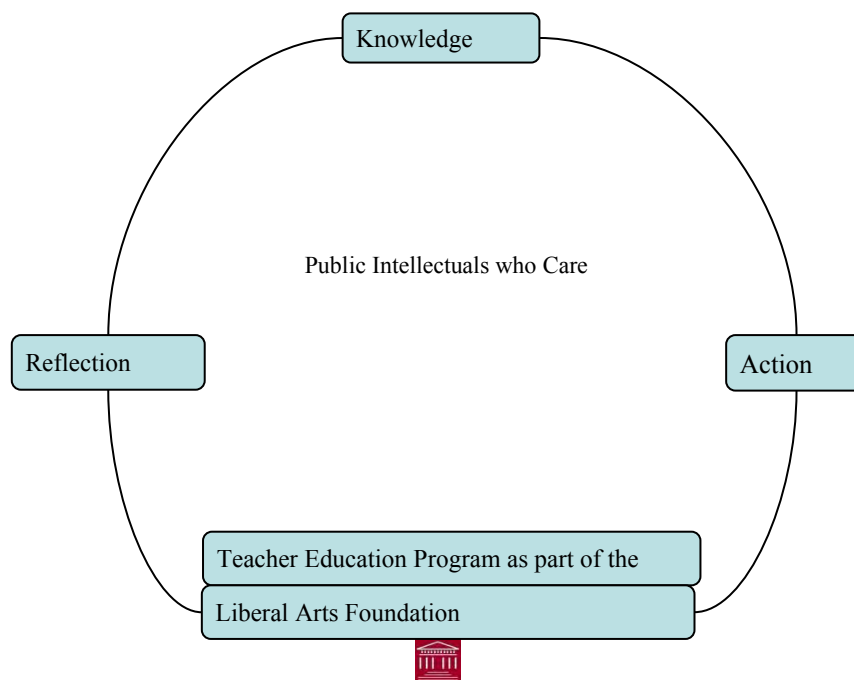 Knowledge
Public Intellectuals who Care
Reflection
Action
Teacher Education Program as part of the
Liberal Arts Foundation